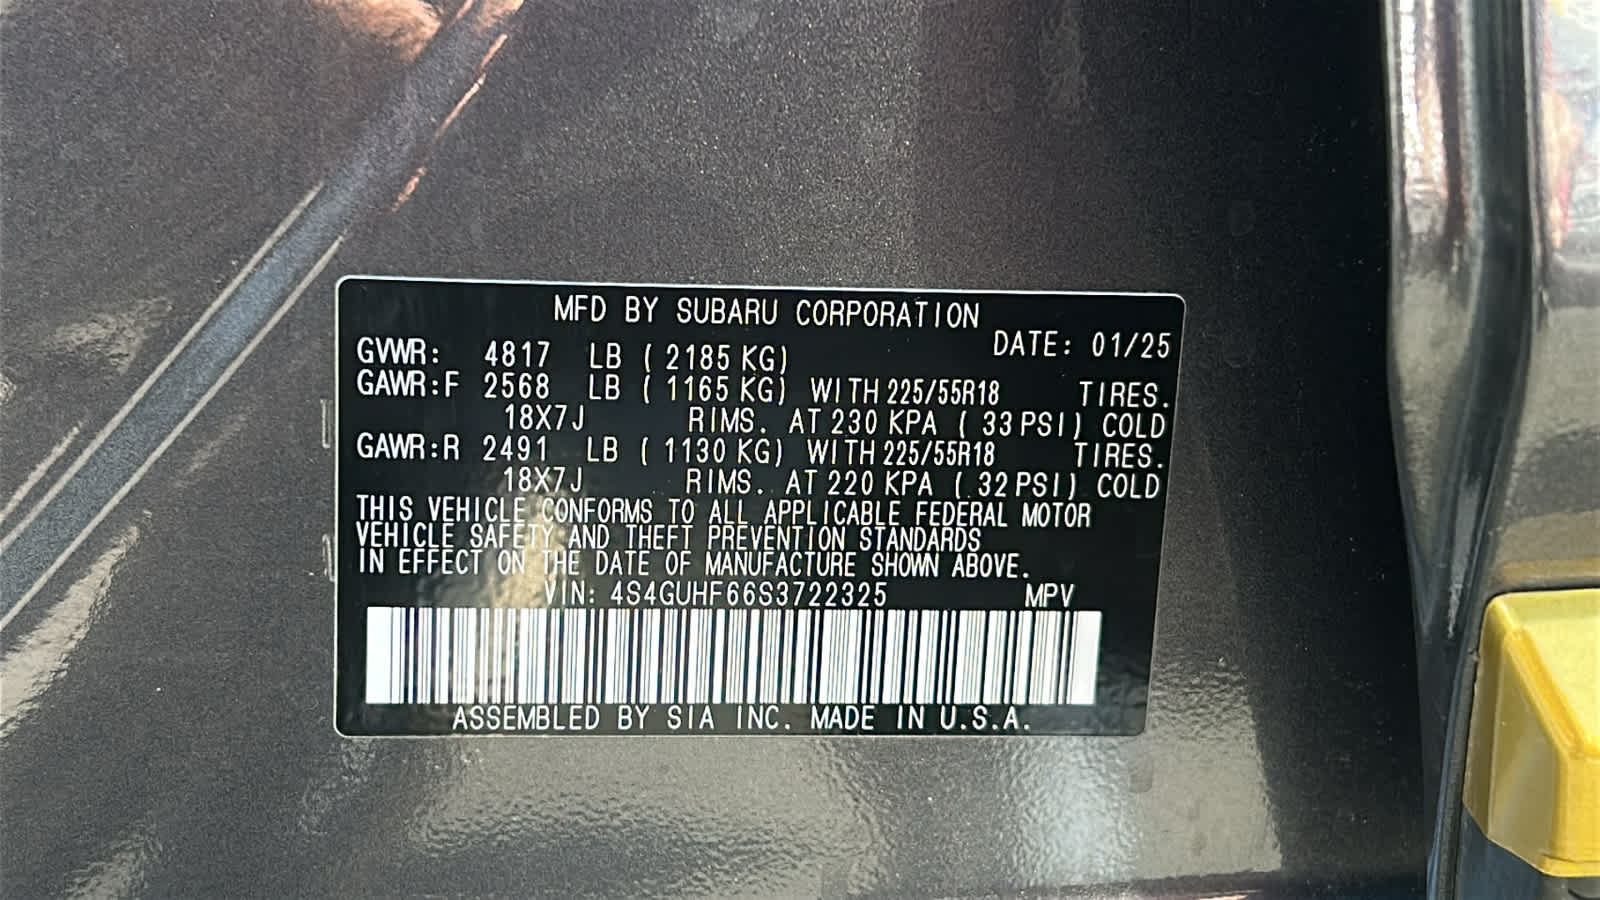 MFD BY SUBARU CORPORATION
DATE: 01/25
GVWR: 4817 LB ( 2185 KG)
GAWR:F 2568 LB ( 1165 KG) WITH 225/55R18 TIRES.
18X7J RIMS. AT 230 KPA ( 33 PSI) COLD
GAWR:R 2491 LB ( 1130 KG) WITH 225/55R18 TIRES.
18X7J RIMS. AT 220 KPA ( 32 PSI) COLD
THIS VEHICLE CONFORMS TO ALL APPLICABLE FEDERAL MOTOR
VEHICLE SAFETY AND THEFT PREVENTION STANDARDS
IN EFFECT ON THE DATE OF MANUFACTURE SHOWN ABOVE.
VIN: 4S4GUHF66S3722325 MPV
ASSEMBLED BY SIA INC. MADE IN U.S.A.